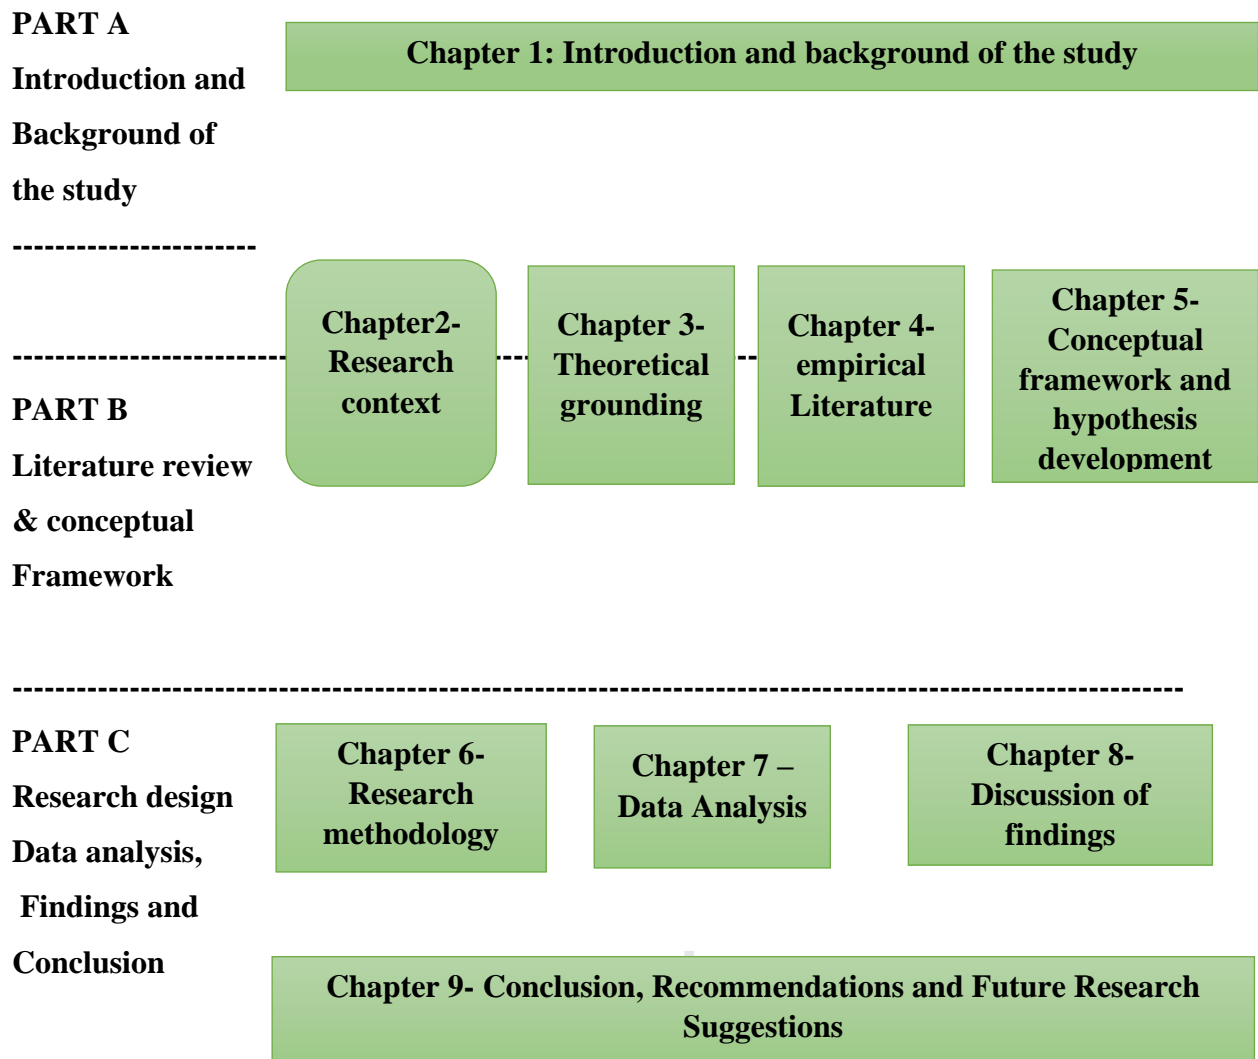 PART A
Introduction and
Background of
the study
Chapter 1: Introduction and background of the study
------------------------
Chapter2-
Research
context
Chapter 3-
Theoretical
grounding
Chapter 4-
empirical
Literature
Chapter 5-
Conceptual
framework and
hypothesis
development
PART B
Literature review
& conceptual
Framework
PART C
Research design
Data analysis,
Findings and
Conclusion
Chapter 6-
Research
methodology
Chapter 7 –
Data Analysis
Chapter 8-
Discussion of
findings
Chapter 9- Conclusion, Recommendations and Future Research
Suggestions